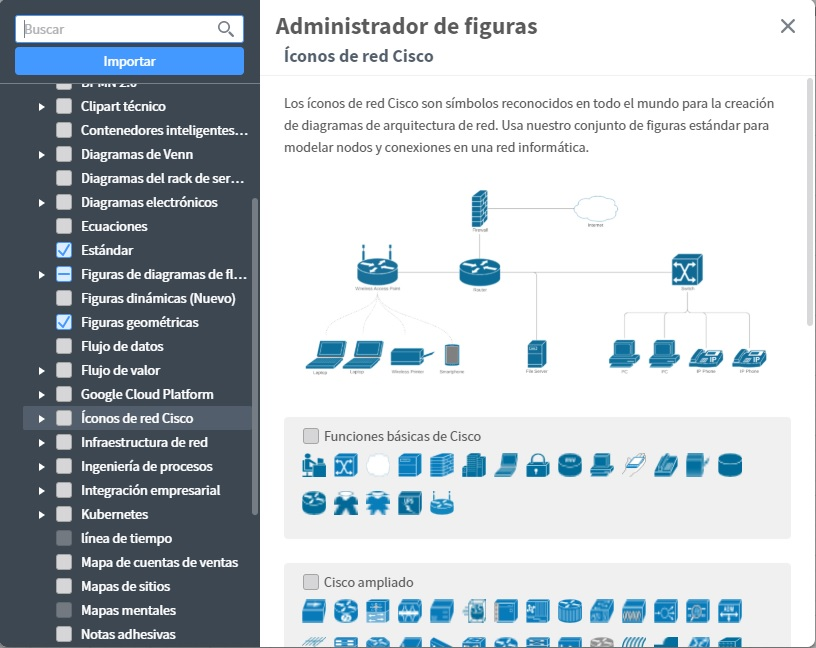 Buscar
Importar
BPMN 2.0
Clipart técnico
Contenedores inteligentes...
Diagramas de Venn
Diagramas del rack de ser...
Diagramas electrónicos
Ecuaciones
Estándar
Figuras de diagramas de fl...
Figuras dinámicas (Nuevo)
Figuras geométricas
Flujo de datos
Flujo de valor
Google Cloud Platform
Íconos de red Cisco
Infraestructura de red
Ingeniería de procesos
Integración empresarial
Kubernetes
línea de tiempo
Mapa de cuentas de ventas
Mapas de sitios
Mapas mentales
Notas adhesivas
Administrador de figuras
Íconos de red Cisco
Los íconos de red Cisco son símbolos reconocidos en todo el mundo para la creación
de diagramas de arquitectura de red. Usa nuestro conjunto de figuras estándar para
modelar nodos y conexiones en una red informática.
Firewall
Internet
Wireless Access Point
Router
Switch
Laptop
Laptop
Wireless Printer
Smartphone
File Server
PC
PC
IP
IP Phone
IP
IP Phone
Funciones básicas de Cisco
Cisco ampliado